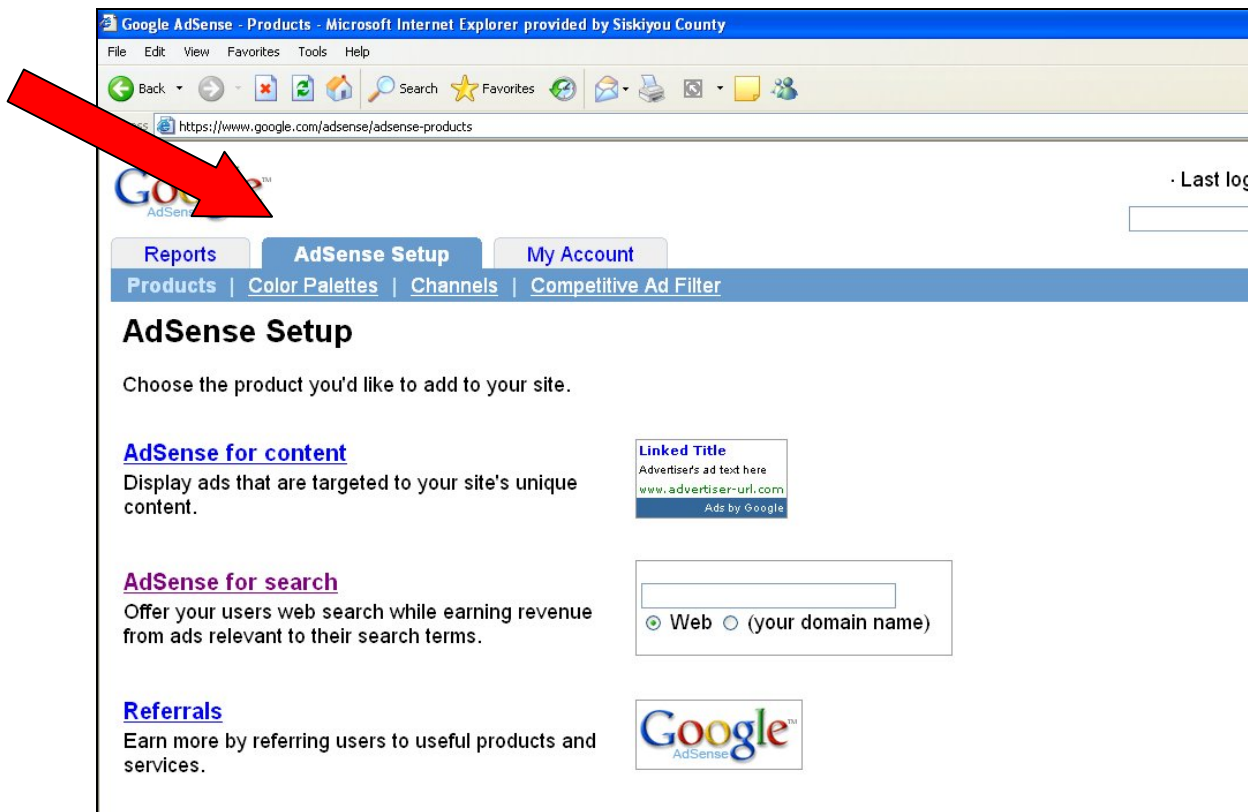 Google AdSense - Products - Microsoft Internet Explorer provided by Siskiyou County
File Edit View Favorites Tools Help
Back Search Favorites
https://www.google.com/adsense/adsense-products
· Last log
Reports AdSense Setup My Account
Products | Color Palettes | Channels | Competitive Ad Filter
AdSense Setup
Choose the product you'd like to add to your site.
AdSense for content
Display ads that are targeted to your site's unique
content.
Linked Title
Advertiser's ad text here
www.advertiser-url.com
Ads by Google
AdSense for search
Offer your users web search while earning revenue
from ads relevant to their search terms.
Web (your domain name)
Referrals
Earn more by referring users to useful products and
services.
Google™
AdSense